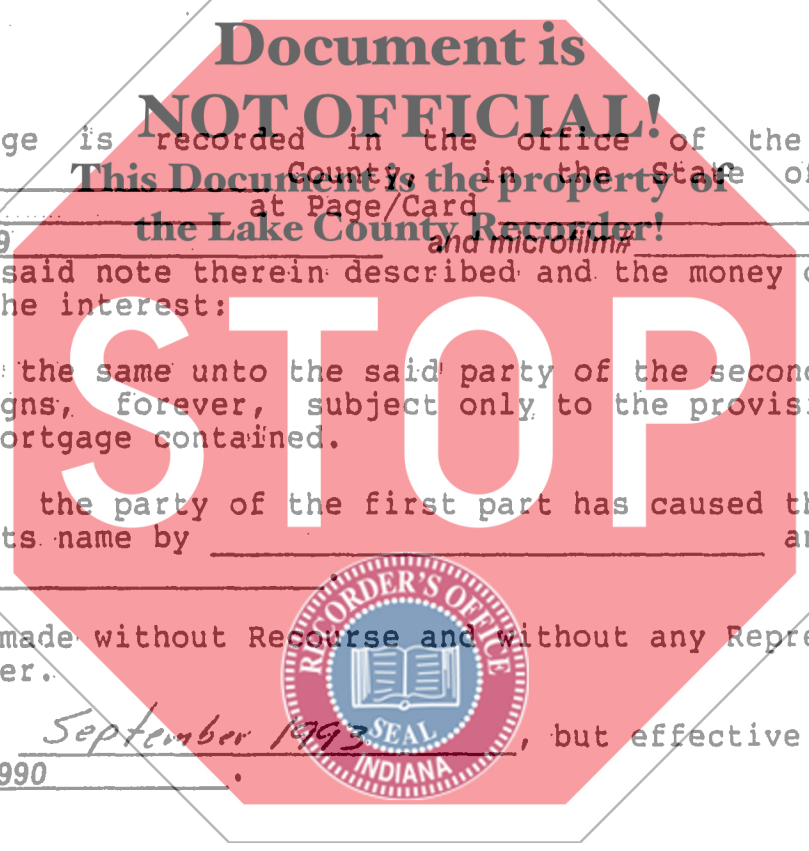 Document is
NOT OFFICIAL!
ge is recorded in the office of the
This Document is the property of
County, in the State of
at Page/Card
the Lake County Recorder!
9 and microfilm#
said note therein described and the money
he interest:
STOP
the same unto the said party of the second
gns, forever, subject only to the provisi
ortgage contained.
the party of the first part has caused th
ts name by an
RECORDER'S OFFICE
made without Recourse and without any Repre
er.
SEAL
INDIANA
September 1993, but effective
990 .